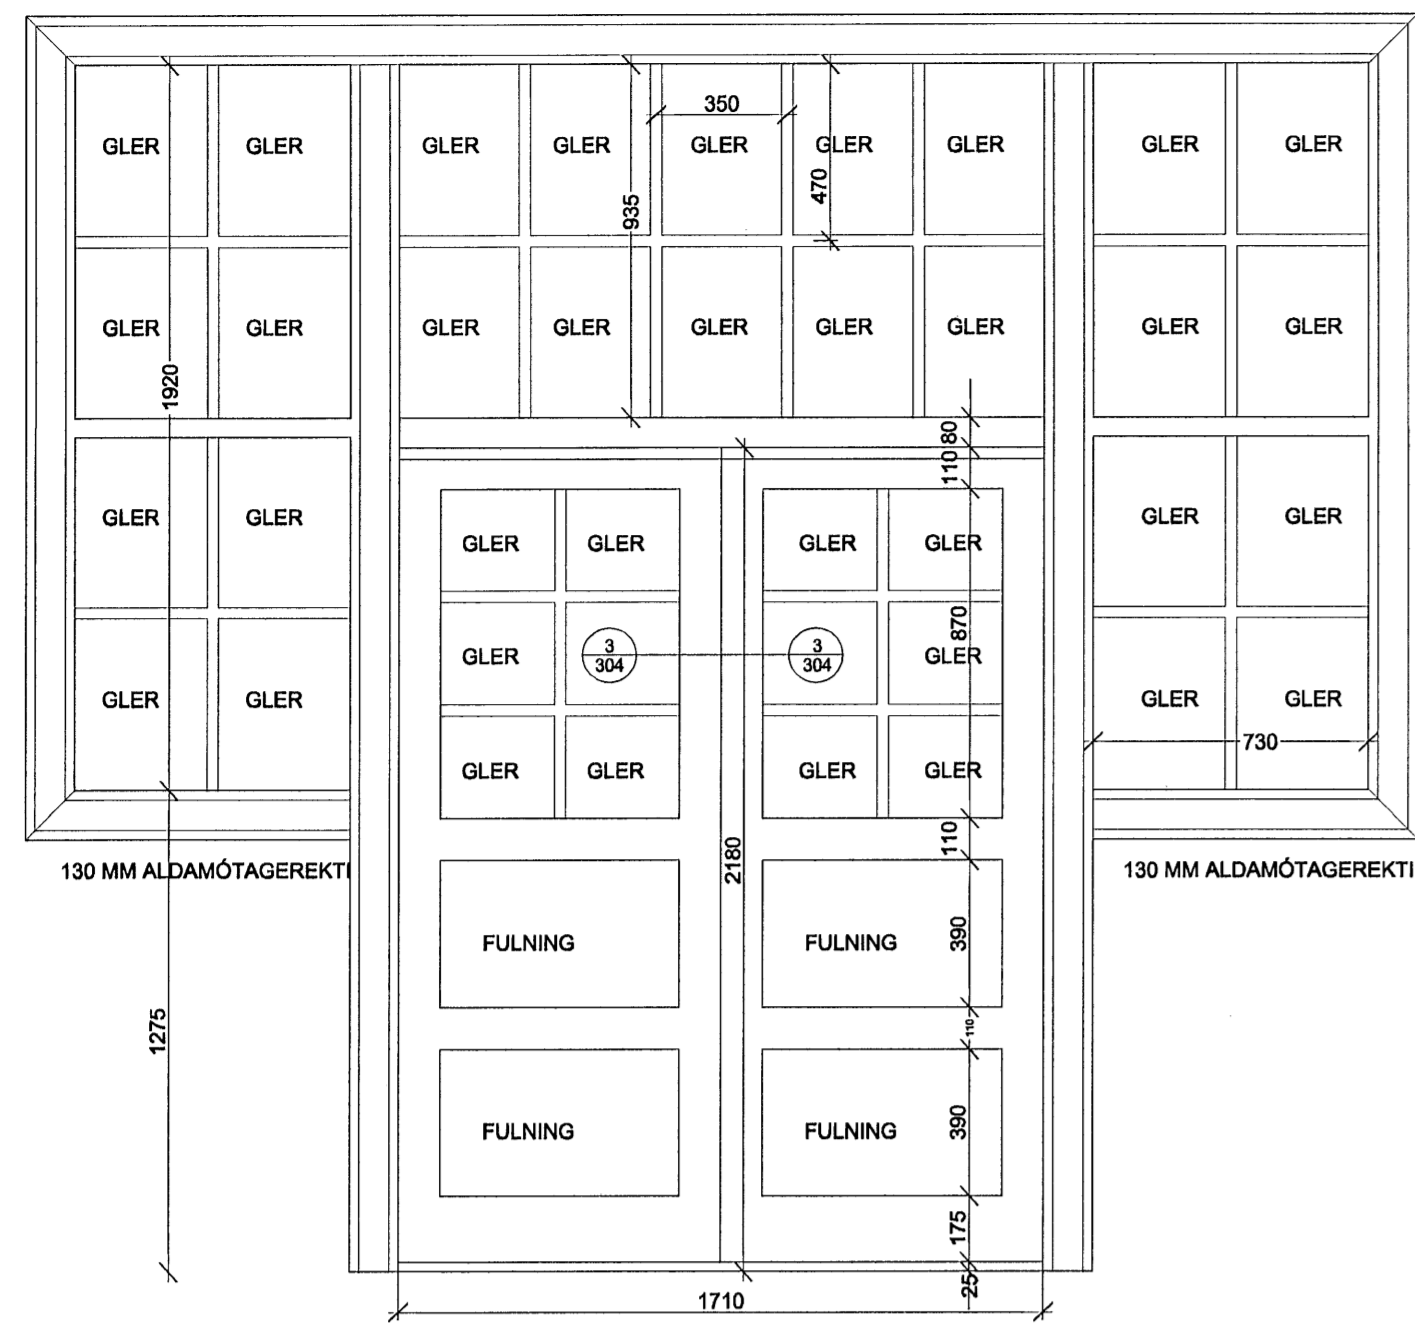 350
GLER GLER GLER GLER GLER GLER GLER GLER GLER
470
935
GLER GLER GLER GLER GLER GLER GLER GLER GLER
1920
80
110
GLER GLER GLER GLER
GLER GLER GLER GLER
870
GLER 3 3 GLER
304 304
GLER GLER GLER GLER
730
GLER GLER GLER GLER
110
2180
130 MM ALDAMÓTAGEREKTI 130 MM ALDAMÓTAGEREKTI
FULNING FULNING 390
1275
110
FULNING FULNING 390
175
25
1710